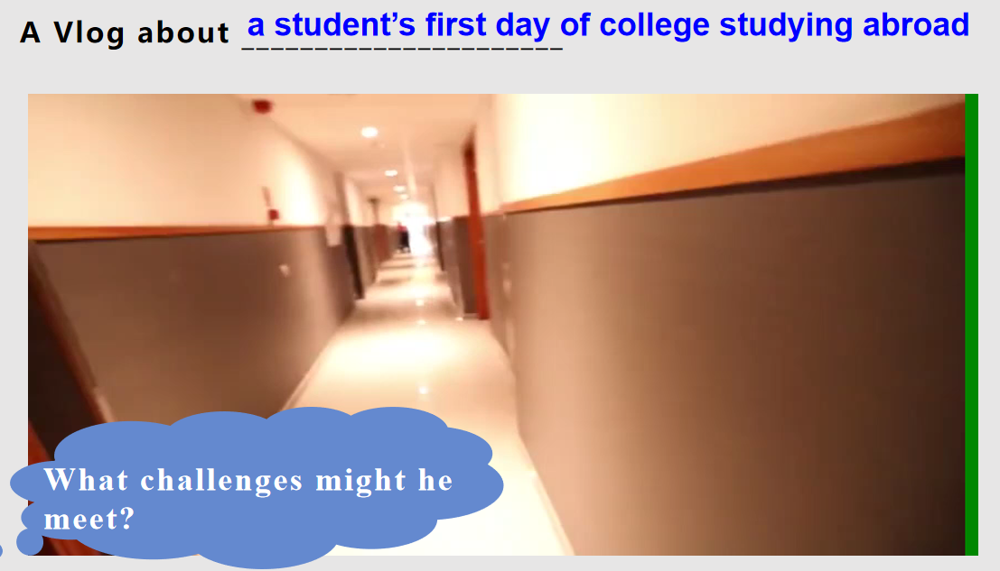 A Vlog about a student’s first day of college studying abroad
What challenges might he
meet?